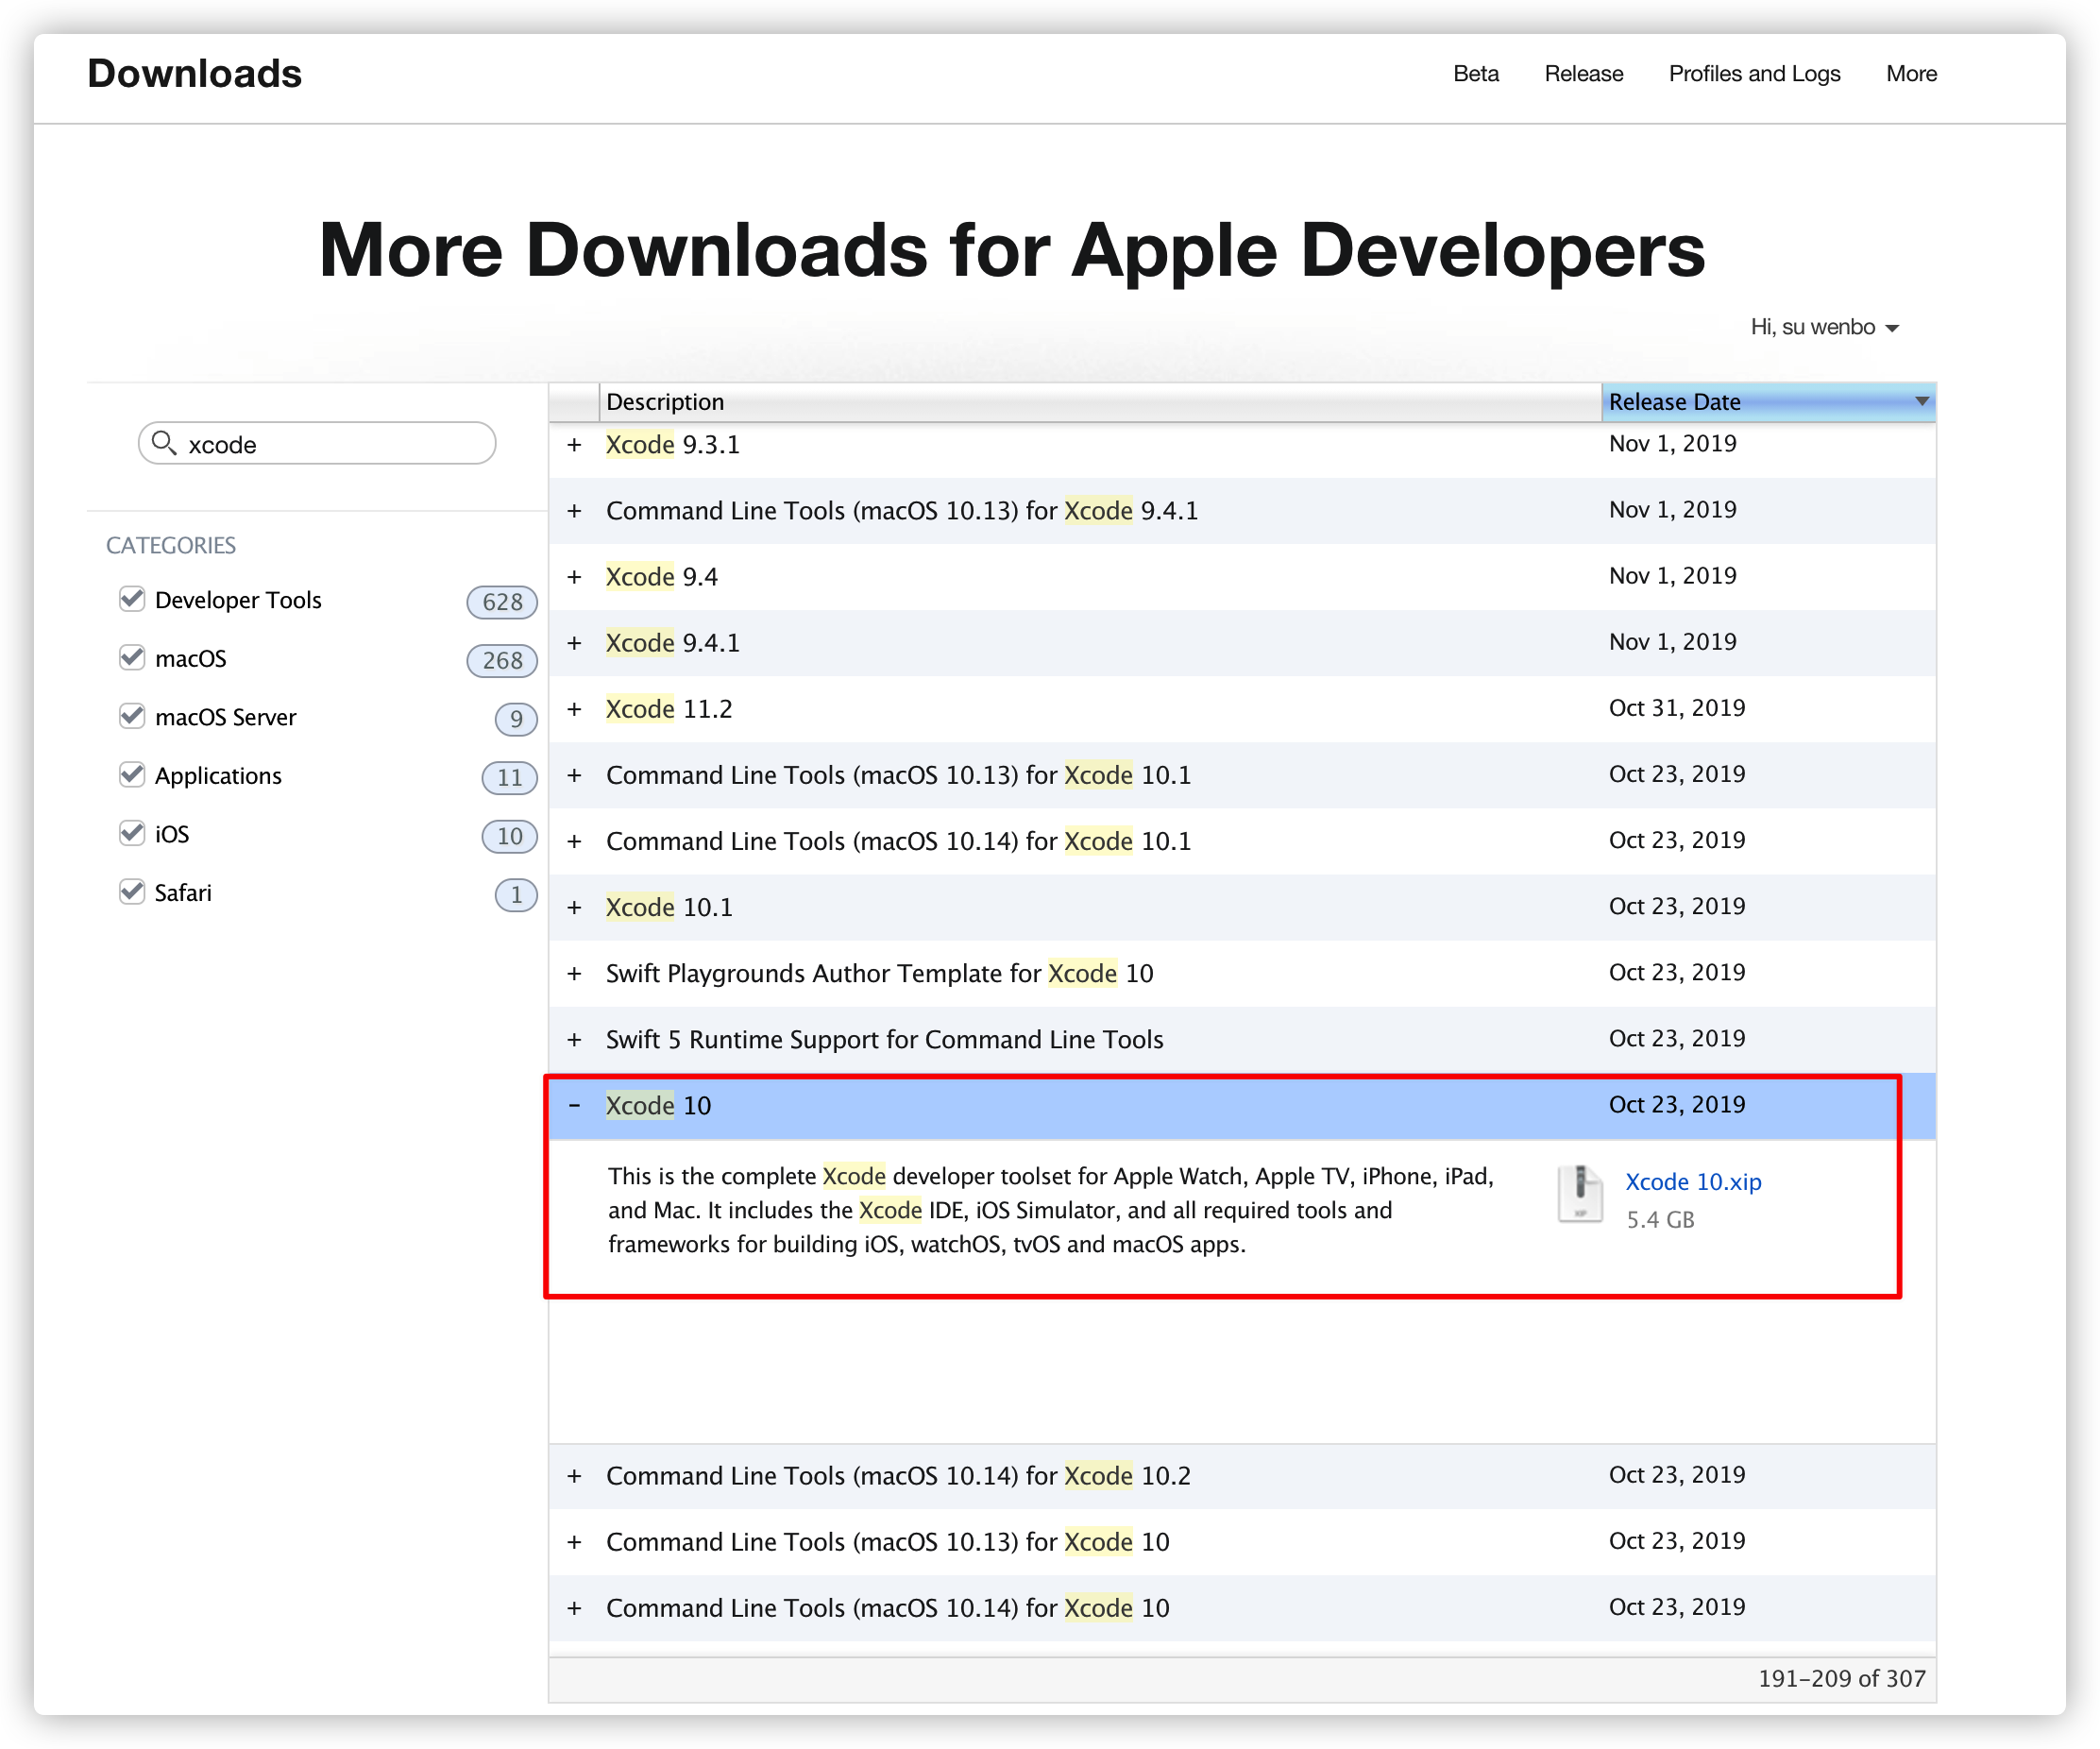 Downloads
Beta Release Profiles and Logs More
More Downloads for Apple Developers
Hi, su wenbo
xcode
CATEGORIES
Developer Tools 628
macOS 268
macOS Server 9
Applications 11
iOS 10
Safari 1
Description Release Date
+ Xcode 9.3.1 Nov 1, 2019
+ Command Line Tools (macOS 10.13) for Xcode 9.4.1 Nov 1, 2019
+ Xcode 9.4 Nov 1, 2019
+ Xcode 9.4.1 Nov 1, 2019
+ Xcode 11.2 Oct 31, 2019
+ Command Line Tools (macOS 10.13) for Xcode 10.1 Oct 23, 2019
+ Command Line Tools (macOS 10.14) for Xcode 10.1 Oct 23, 2019
+ Xcode 10.1 Oct 23, 2019
+ Swift Playgrounds Author Template for Xcode 10 Oct 23, 2019
+ Swift 5 Runtime Support for Command Line Tools Oct 23, 2019
− Xcode 10 Oct 23, 2019
This is the complete Xcode developer toolset for Apple Watch, Apple TV, iPhone, iPad,
and Mac. It includes the Xcode IDE, iOS Simulator, and all required tools and
frameworks for building iOS, watchOS, tvOS and macOS apps.
XIP
Xcode 10.xip
5.4 GB
+ Command Line Tools (macOS 10.14) for Xcode 10.2 Oct 23, 2019
+ Command Line Tools (macOS 10.13) for Xcode 10 Oct 23, 2019
+ Command Line Tools (macOS 10.14) for Xcode 10 Oct 23, 2019
191–209 of 307